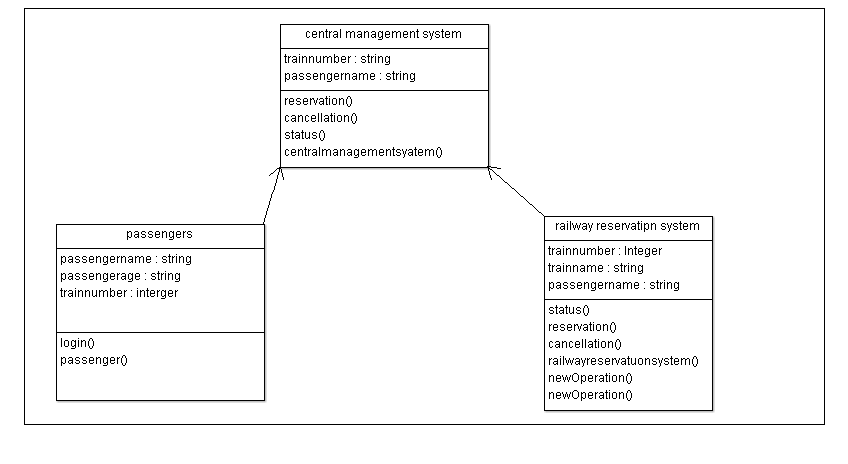 central management system
trainnumber : string
passengername : string
reservation()
cancellation()
status()
centralmanagementsyatem()
passengers
passengername : string
passengerage : string
trainnumber : interger
login()
passenger()
railway reservatipn system
trainnumber : Integer
trainname : string
passengername : string
status()
reservation()
cancellation()
railwayreservatuonsystem()
newOperation()
newOperation()